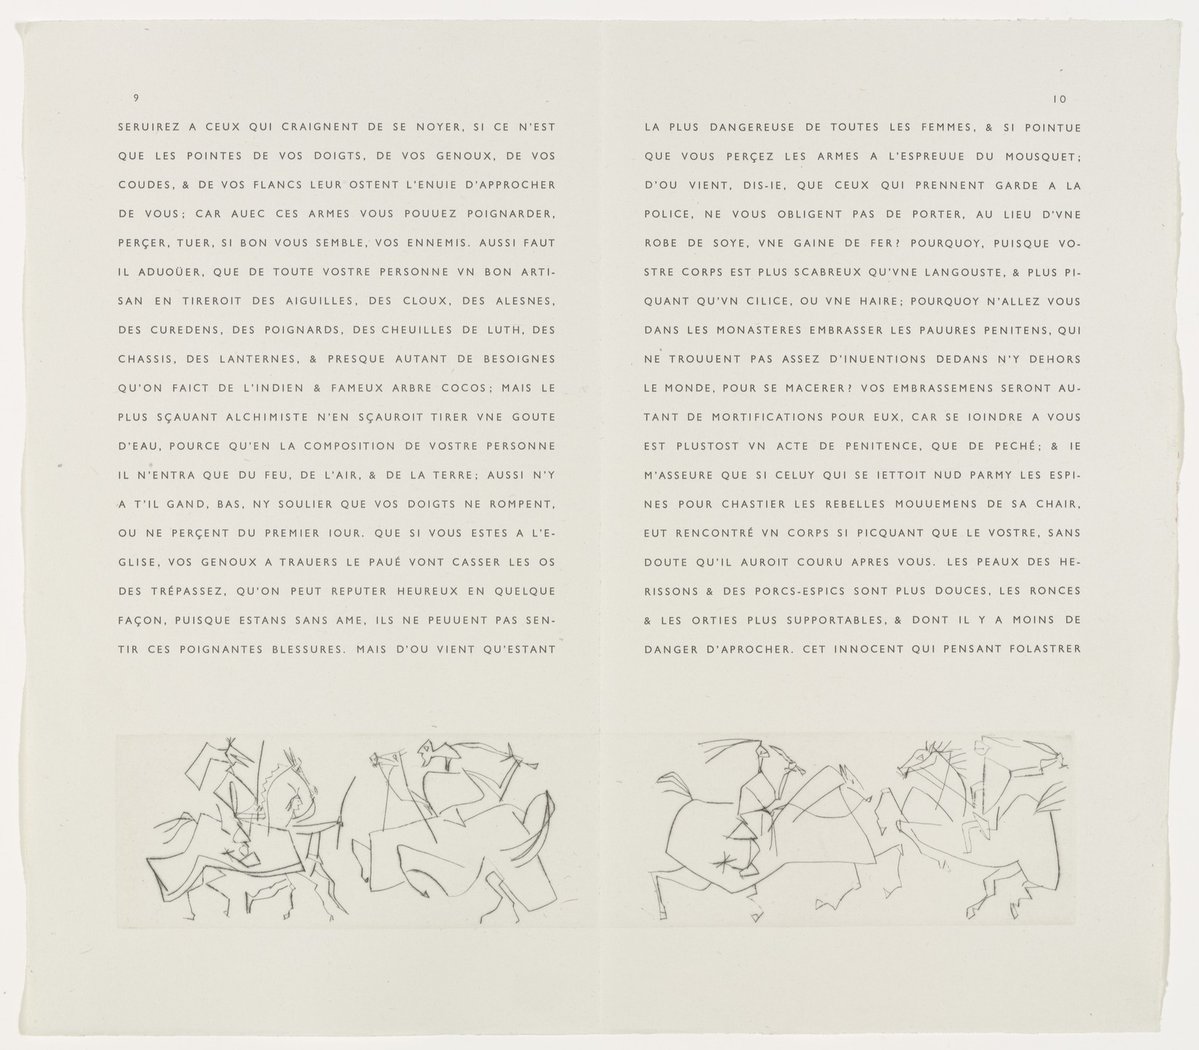 9
SERUIREZ A CEUX QUI CRAIGNENT DE SE NOYER, SI CE N'EST
QUE LES POINTES DE VOS DOIGTS, DE VOS GENOUX, DE VOS
COUDES, & DE VOS FLANCS LEUR OSTENT L'ENUIE D'APPROCHER
DE VOUS; CAR AUEC CES ARMES VOUS POUUEZ POIGNARDER,
PERÇER, TUER, SI BON VOUS SEMBLE, VOS ENNEMIS. AUSSI FAUT
IL ADUOÜER, QUE DE TOUTE VOSTRE PERSONNE VN BON ARTI-
SAN EN TIREROIT DES AIGUILLES, DES CLOUX, DES ALESNES,
DES CUREDENS, DES POIGNARDS, DES CHEUILLES DE LUTH, DES
CHASSIS, DES LANTERNES, & PRESQUE AUTANT DE BESOIGNES
QU'ON FAICT DE L'INDIEN & FAMEUX ARBRE COCOS; MAIS LE
PLUS SÇAUANT ALCHIMISTE N'EN SÇAUROIT TIRER VNE GOUTE
D'EAU, POURCE QU'EN LA COMPOSITION DE VOSTRE PERSONNE
IL N'ENTRA QUE DU FEU, DE L'AIR, & DE LA TERRE; AUSSI N'Y
A T'IL GAND, BAS, NY SOULIER QUE VOS DOIGTS NE ROMPENT,
OU NE PERÇENT DU PREMIER IOUR. QUE SI VOUS ESTES A L'E-
GLISE, VOS GENOUX A TRAUERS LE PAUÉ VONT CASSER LES OS
DES TRÉPASSEZ, QU'ON PEUT REPUTER HEUREUX EN QUELQUE
FAÇON, PUISQUE ESTANS SANS AME, ILS NE PEUUENT PAS SEN-
TIR CES POIGNANTES BLESSURES. MAIS D'OU VIENT QU'ESTANT
10
LA PLUS DANGEREUSE DE TOUTES LES FEMMES, & SI POINTUE
QUE VOUS PERÇEZ LES ARMES A L'ESPREUUE DU MOUSQUET;
D'OU VIENT, DIS-IE, QUE CEUX QUI PRENNENT GARDE A LA
POLICE, NE VOUS OBLIGENT PAS DE PORTER, AU LIEU D'VNE
ROBE DE SOYE, VNE GAINE DE FER? POURQUOY, PUISQUE VO-
STRE CORPS EST PLUS SCABREUX QU'VNE LANGOUSTE, & PLUS PI-
QUANT QU'VN CILICE, OU VNE HAIRE; POURQUOY N'ALLEZ VOUS
DANS LES MONASTERES EMBRASSER LES PAUURES PENITENS, QUI
NE TROUUENT PAS ASSEZ D'INUENTIONS DEDANS N'Y DEHORS
LE MONDE, POUR SE MACERER? VOS EMBRASSEMENS SERONT AU-
TANT DE MORTIFICATIONS POUR EUX, CAR SE IOINDRE A VOUS
EST PLUSTOST VN ACTE DE PENITENCE, QUE DE PECHÉ; & IE
M'ASSEURE QUE SI CELUY QUI SE IETTOIT NUD PARMY LES ESPI-
NES POUR CHASTIER LES REBELLES MOUUEMENS DE SA CHAIR,
EUT RENCONTRÉ VN CORPS SI PICQUANT QUE LE VOSTRE, SANS
DOUTE QU'IL AUROIT COURU APRES VOUS. LES PEAUX DES HE-
RISSONS & DES PORCS-ESPICS SONT PLUS DOUCES, LES RONCES
& LES ORTIES PLUS SUPPORTABLES, & DONT IL Y A MOINS DE
DANGER D'APROCHER. CET INNOCENT QUI PENSANT FOLASTRER